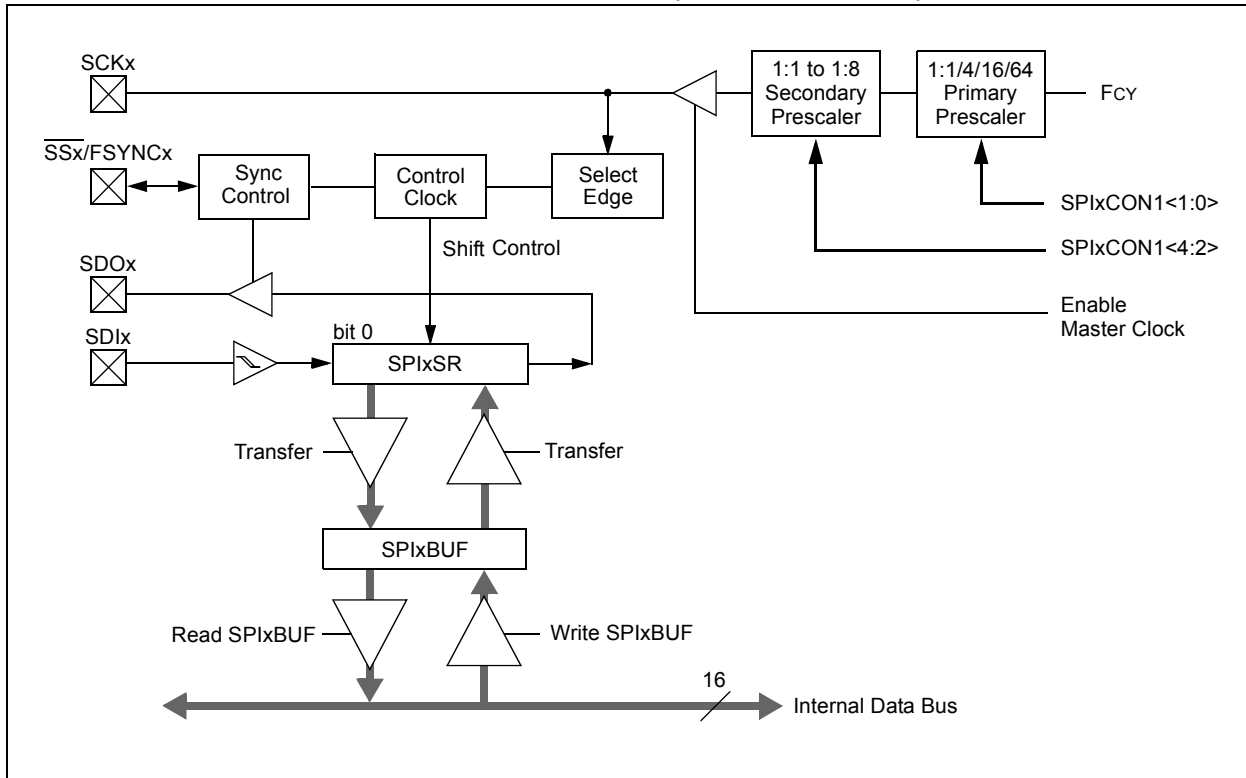 SCKx
1:1 to 1:8
Secondary
Prescaler
1:1/4/16/64
Primary
Prescaler
FCY
SSx/FSYNCx
Sync
Control
Control
Clock
Select
Edge
SPIxCON1<1:0>
Shift Control
SPIxCON1<4:2>
SDOx
Enable
Master Clock
bit 0
SDIx
SPIxSR
Transfer
Transfer
SPIxBUF
Read SPIxBUF
Write SPIxBUF
16
Internal Data Bus